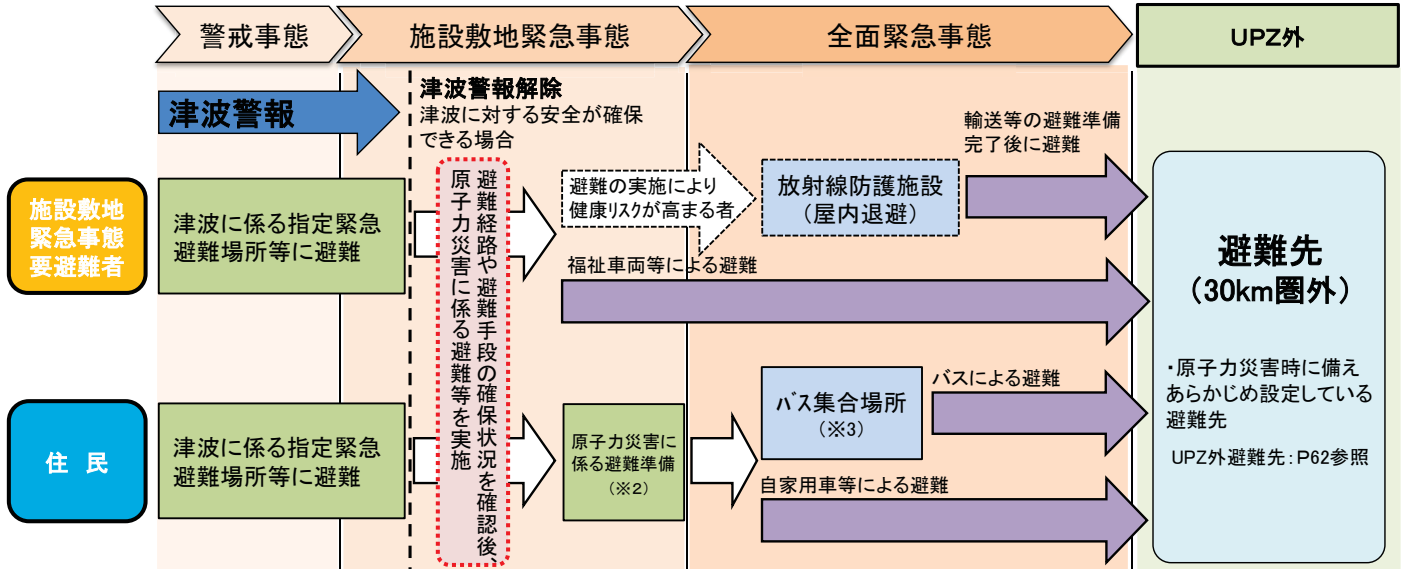 警戒事態
施設敷地緊急事態
全面緊急事態
UPZ外
津波警報
津波警報解除
津波に対する安全が確保
できる場合
施設敷地
緊急事態
要避難者
津波に係る指定緊急
避難場所等に避難
避難経路や避難手段の確保状況を確認後、
原子力災害に係る避難等を実施
避難の実施により
健康リスクが高まる者
放射線防護施設
(屋内退避)
輸送等の避難準備
完了後に避難
福祉車両等による避難
住 民
津波に係る指定緊急
避難場所等に避難
原子力災害に
係る避難準備
(※2)
バス集合場所
(※3)
バスによる避難
自家用車等による避難
避難先
(30km圏外)
・原子力災害時に備え
あらかじめ設定している
避難先
UPZ外避難先:P62参照